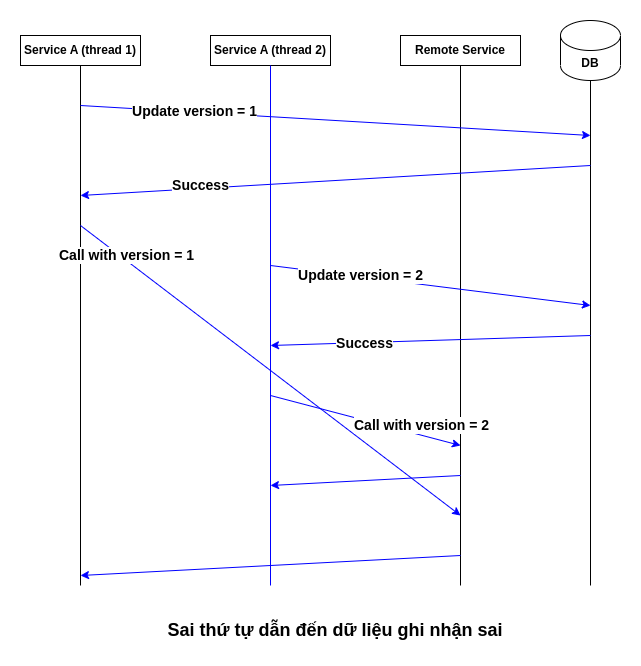 Service A (thread 1)
Service A (thread 2)
Remote Service
DB
Update version = 1
Success
Call with version = 1
Update version = 2
Success
Call with version = 2
Sai thứ tự dẫn đến dữ liệu ghi nhận sai